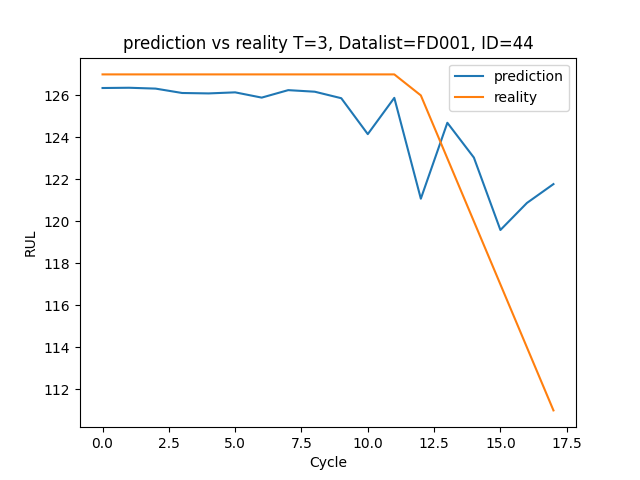 prediction vs reality T=3, Datalist=FD001, ID=44
prediction
reality
126
124
122
120
118
116
114
112
RUL
0.0 2.5 5.0 7.5 10.0 12.5 15.0 17.5
Cycle